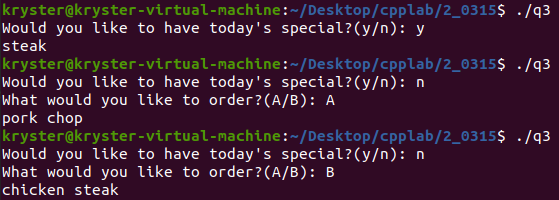 kryster@kryster-virtual-machine:~/Desktop/cpplab/2_0315$ ./q3
Would you like to have today's special?(y/n): y
steak
kryster@kryster-virtual-machine:~/Desktop/cpplab/2_0315$ ./q3
Would you like to have today's special?(y/n): n
What would you like to order?(A/B): A
pork chop
kryster@kryster-virtual-machine:~/Desktop/cpplab/2_0315$ ./q3
Would you like to have today's special?(y/n): n
What would you like to order?(A/B): B
chicken steak